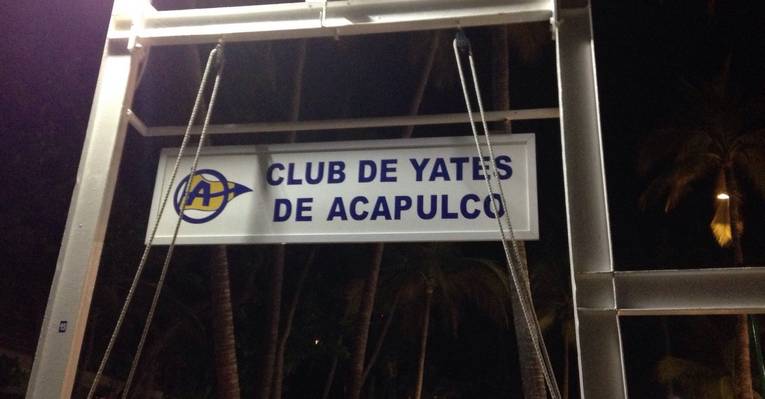 A
CLUB DE YATES
DE ACAPULCO